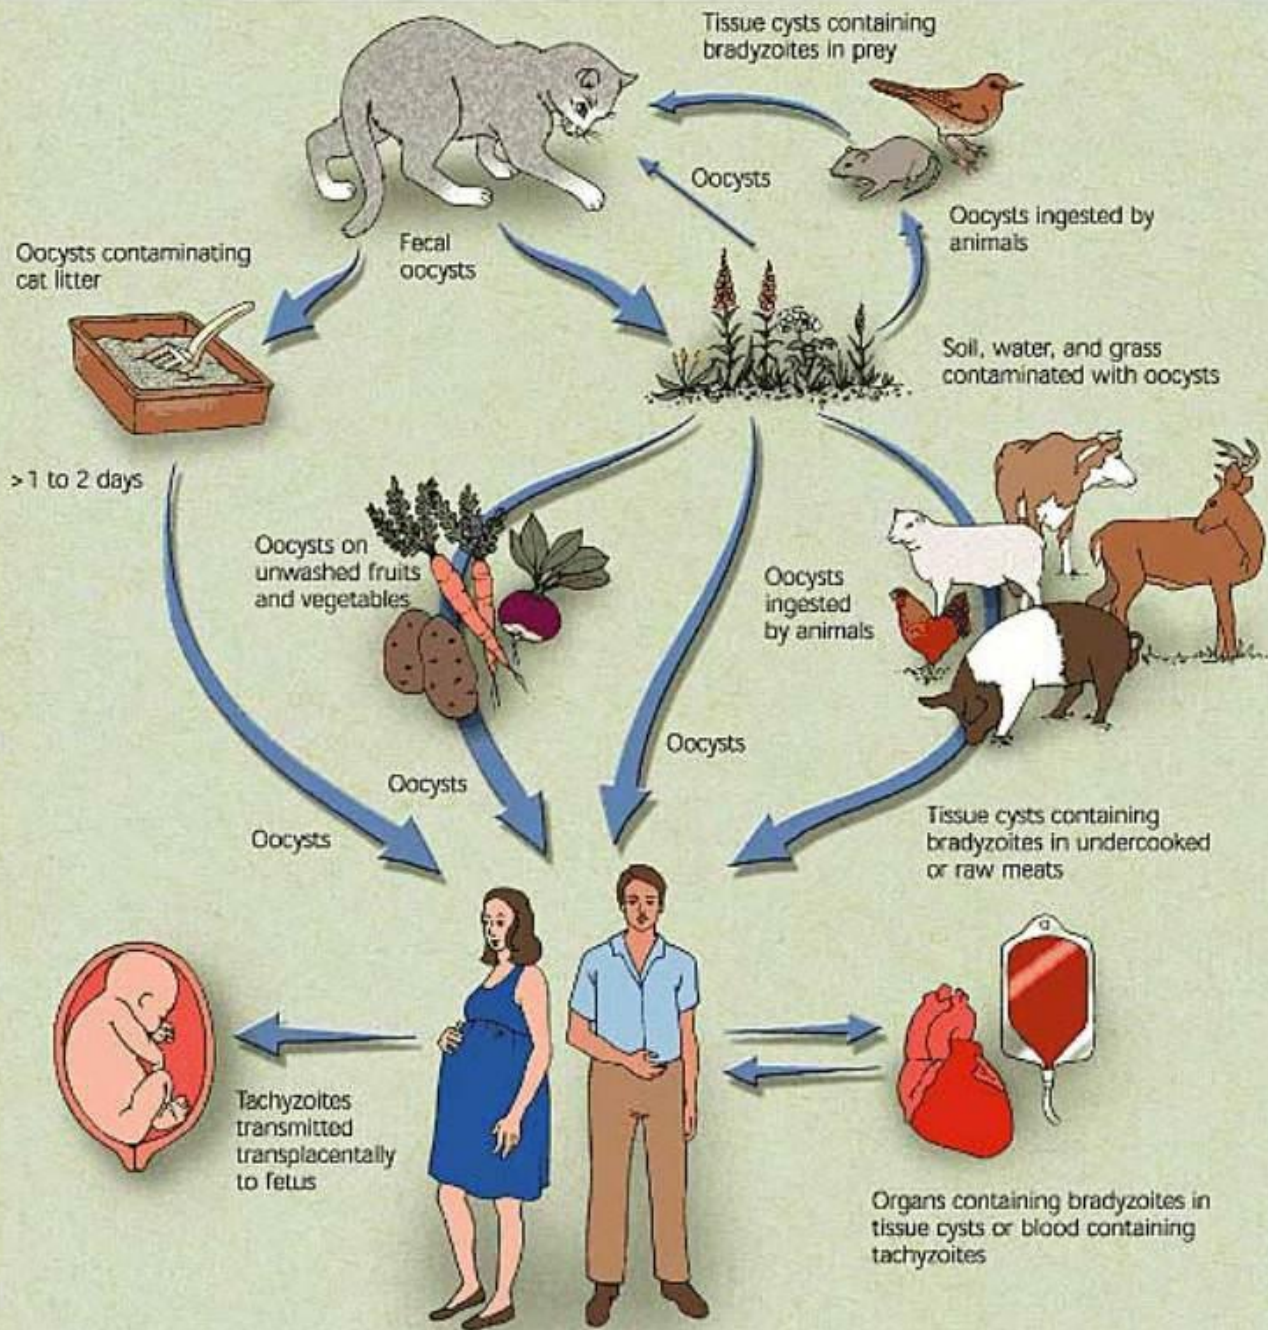 Tissue cysts containing
bradyzoites in prey
Oocysts
Oocysts ingested by
animals
Oocysts contaminating
cat litter
Fecal
oocysts
Soil, water, and grass
contaminated with oocysts
>1 to 2 days
Oocysts on
unwashed fruits
and vegetables
Oocysts
ingested
by animals
Oocysts
Oocysts
Oocysts
Tissue cysts containing
bradyzoites in undercooked
or raw meats
Tachyzoites
transmitted
transplacentally
to fetus
Organs containing bradyzoites in
tissue cysts or blood containing
tachyzoites